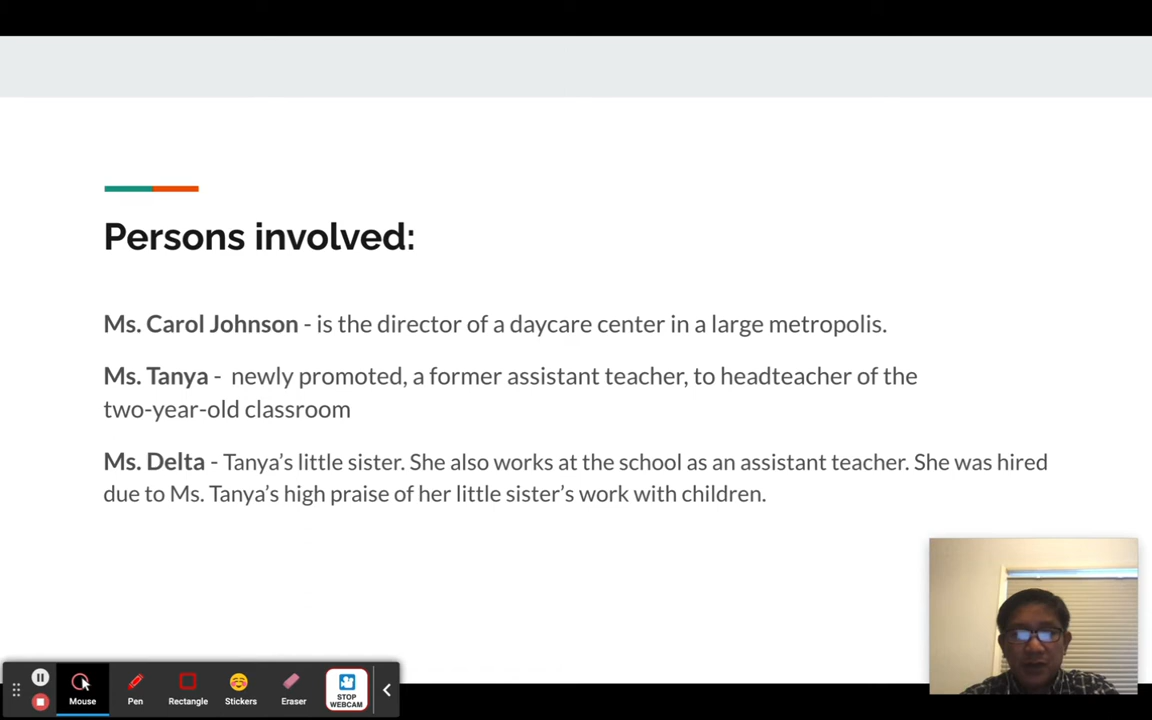 Persons involved:
Ms. Carol Johnson - is the director of a daycare center in a large metropolis.
Ms. Tanya -  newly promoted, a former assistant teacher, to headteacher of the
two-year-old classroom
Ms. Delta - Tanya’s little sister. She also works at the school as an assistant teacher. She was hired
due to Ms. Tanya’s high praise of her little sister’s work with children.
Mouse
Pen
Rectangle
Stickers
Eraser
STOP
WEBCAM